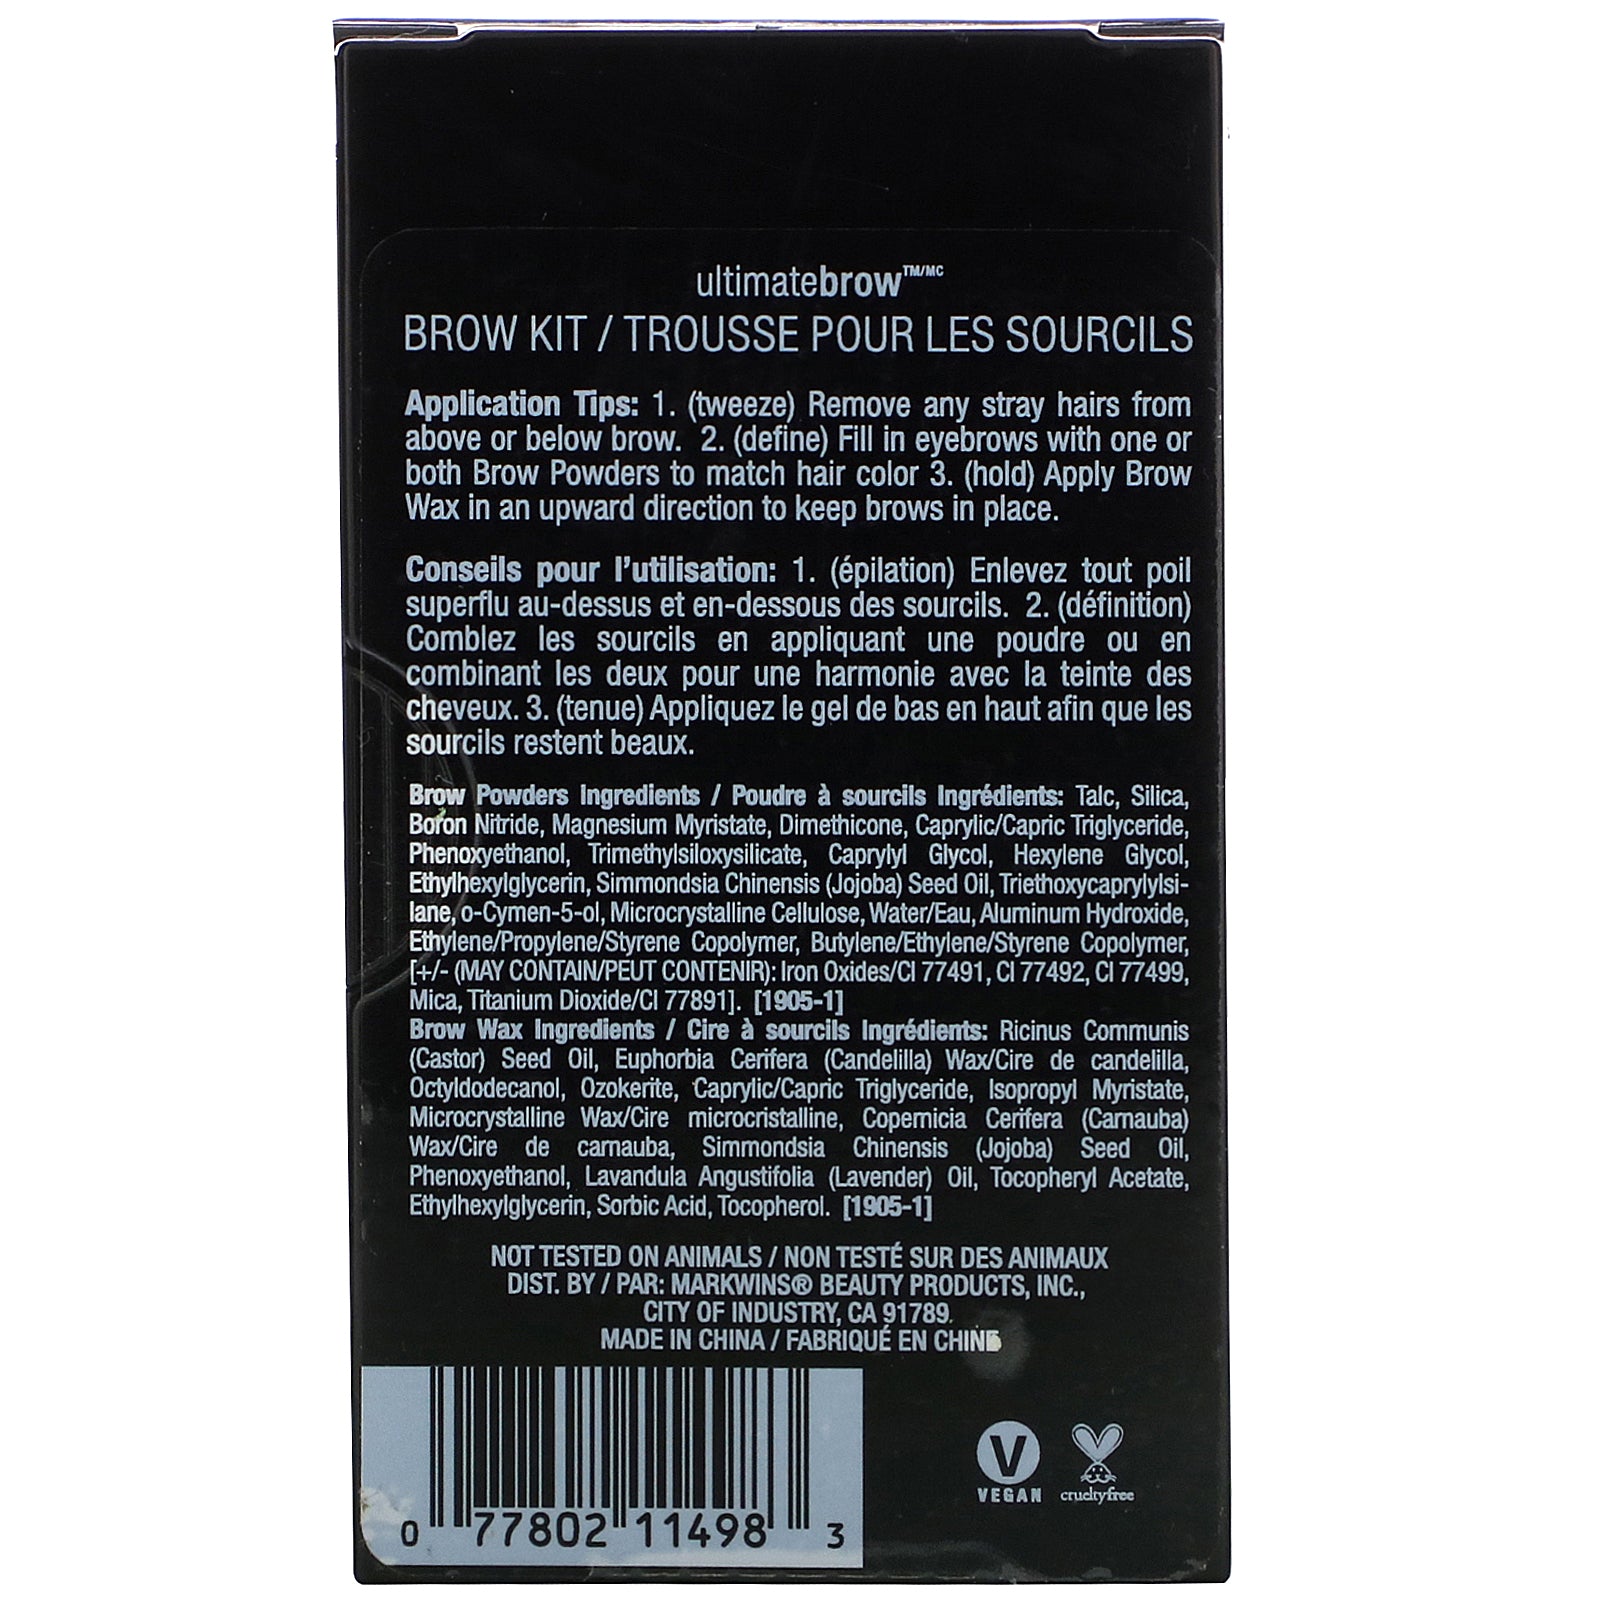 ultimatebrow™/MC
BROW KIT / TROUSSE POUR LES SOURCILS
Application Tips: 1. (tweeze) Remove any stray hairs from
above or below brow. 2. (define) Fill in eyebrows with one or
both Brow Powders to match hair color 3. (hold) Apply Brow
Wax in an upward direction to keep brows in place.
Conseils pour l'utilisation: 1. (épilation) Enlevez tout poil
superflu au-dessus et en-dessous des sourcils. 2. (définition)
Comblez les sourcils en appliquant une poudre ou en
combinant les deux pour une harmonie avec la teinte des
cheveux. 3. (tenue) Appliquez le gel de bas en haut afin que les
sourcils restent beaux.
Brow Powders Ingredients / Poudre à sourcils Ingrédients: Talc, Silica,
Boron Nitride, Magnesium Myristate, Dimethicone, Caprylic/Capric Triglyceride,
Phenoxyethanol, Trimethylsiloxysilicate, Caprylyl Glycol, Hexylene Glycol,
Ethylhexylglycerin, Simmondsia Chinensis (Jojoba) Seed Oil, Triethoxycaprylylsi-
lane, o-Cymen-5-ol, Microcrystalline Cellulose, Water/Eau, Aluminum Hydroxide,
Ethylene/Propylene/Styrene Copolymer, Butylene/Ethylene/Styrene Copolymer,
[+/- (MAY CONTAIN/PEUT CONTENIR): Iron Oxides/CI 77491, CI 77492, CI 77499,
Mica, Titanium Dioxide/CI 77891]. [1905-1]
Brow Wax Ingredients / Cire à sourcils Ingrédients: Ricinus Communis
(Castor) Seed Oil, Euphorbia Cerifera (Candelilla) Wax/Cire de candelilla,
Octyldodecanol, Ozokerite, Caprylic/Capric Triglyceride, Isopropyl Myristate,
Microcrystalline Wax/Cire microcristalline, Copernicia Cerifera (Carnauba)
Wax/Cire de carnauba, Simmondsia Chinensis (Jojoba) Seed Oil,
Phenoxyethanol, Lavandula Angustifolia (Lavender) Oil, Tocopheryl Acetate,
Ethylhexylglycerin, Sorbic Acid, Tocopherol. [1905-1]
NOT TESTED ON ANIMALS / NON TESTÉ SUR DES ANIMAUX
DIST. BY / PAR: MARKWINS® BEAUTY PRODUCTS, INC.,
CITY OF INDUSTRY, CA 91789.
MADE IN CHINA / FABRIQUÉ EN CHINE
V
VEGAN
crueltyfree
0 77802 11498 3